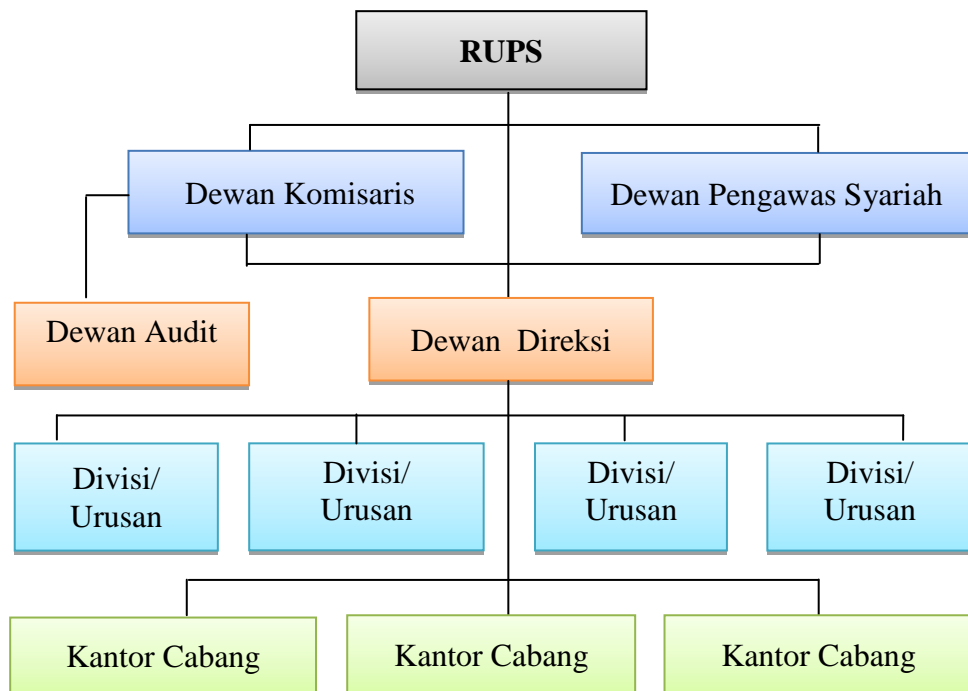 RUPS
Dewan Komisaris
Dewan Pengawas Syariah
Dewan Audit
Dewan Direksi
Divisi/
Urusan
Divisi/
Urusan
Divisi/
Urusan
Divisi/
Urusan
Kantor Cabang
Kantor Cabang
Kantor Cabang